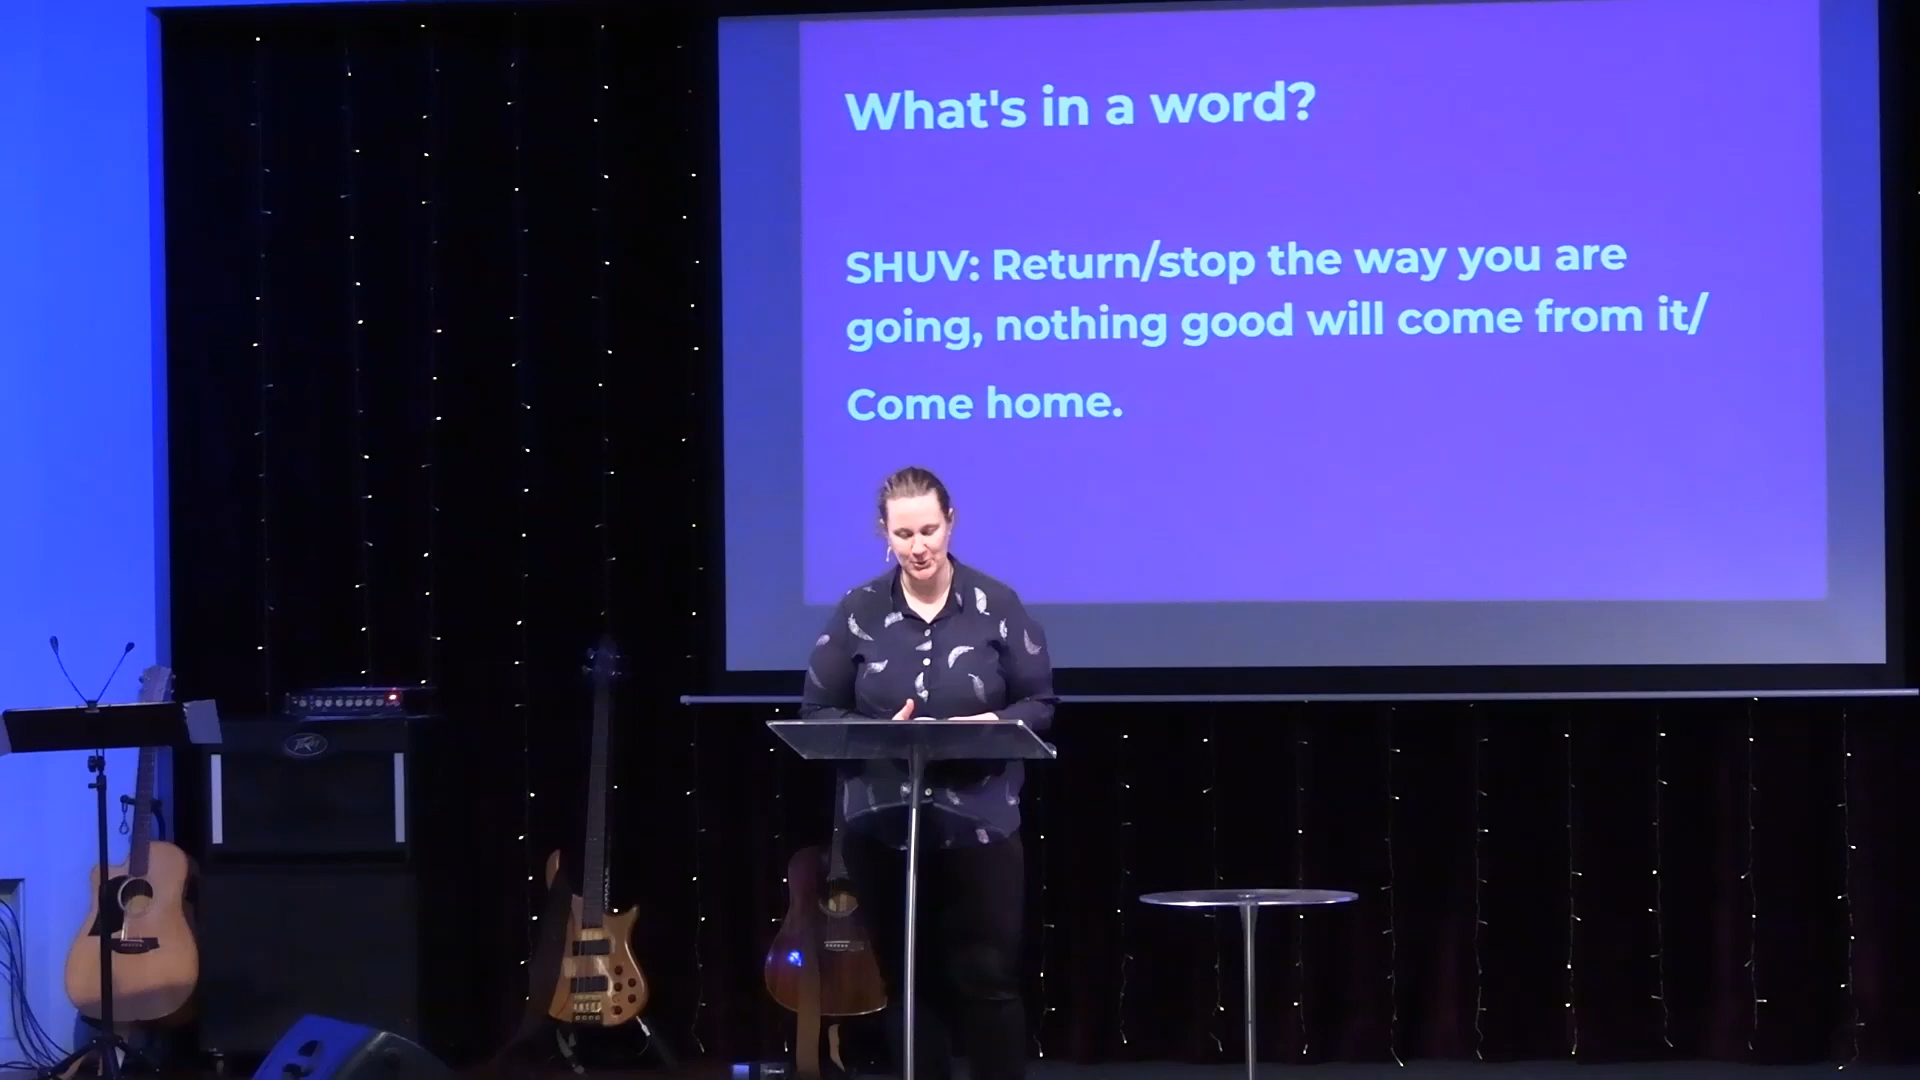 What's in a word?
SHUV: Return/stop the way you are
going, nothing good will come from it/
Come home.